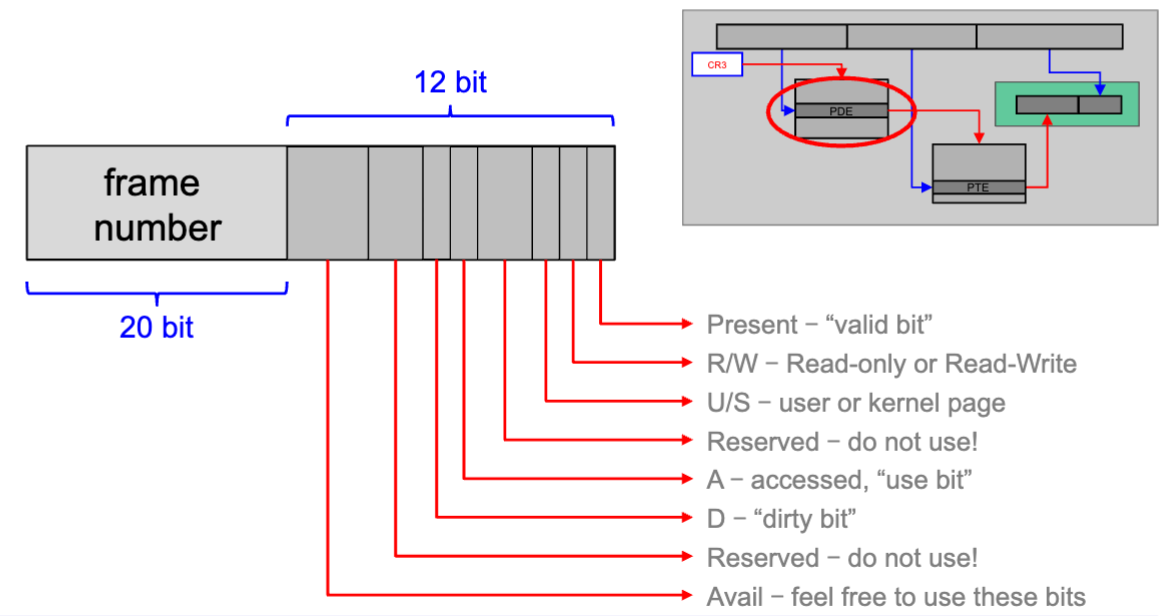 12 bit
CR3
PDE
PTE
frame
number
20 bit
Present – “valid bit”
R/W – Read-only or Read-Write
U/S – user or kernel page
Reserved – do not use!
A – accessed, “use bit”
D – “dirty bit”
Reserved – do not use!
Avail – feel free to use these bits